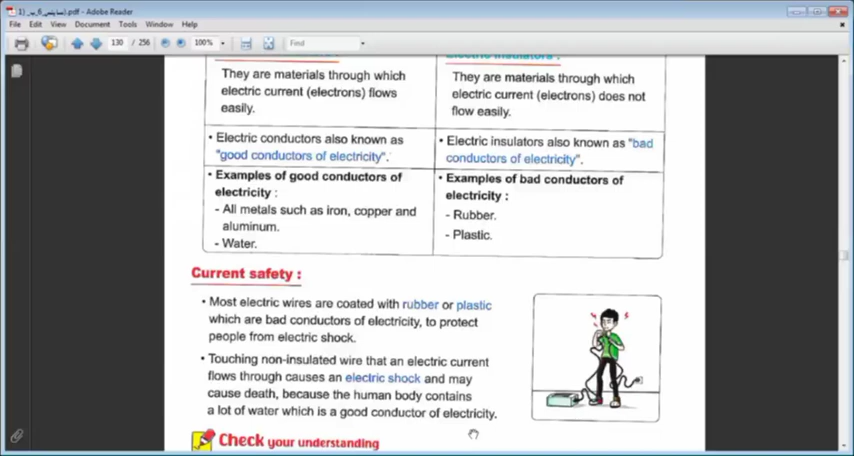 .pdf - Adobe Reader
File Edit View Document Tools Window Help
130 / 256 100% Find
Electric insulators :
They are materials through which
electric current (electrons) flows
easily.
They are materials through which
electric current (electrons) does not
flow easily.
• Electric conductors also known as
"good conductors of electricity".
• Electric insulators also known as "bad
conductors of electricity".
• Examples of good conductors of
electricity :
- All metals such as iron, copper and
aluminum.
- Water.
• Examples of bad conductors of
electricity :
- Rubber.
- Plastic.
Current safety :
• Most electric wires are coated with rubber or plastic
which are bad conductors of electricity, to protect
people from electric shock.
• Touching non-insulated wire that an electric current
flows through causes an electric shock and may
cause death, because the human body contains
a lot of water which is a good conductor of electricity.
Check your understanding